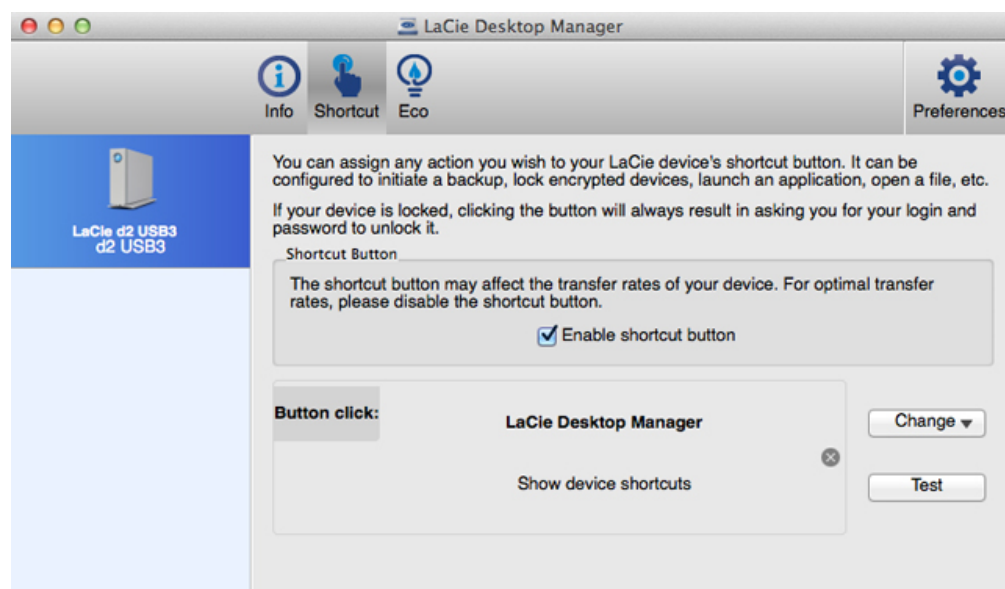 LaCie Desktop Manager
Info
Shortcut
Eco
Preferences
LaCie d2 USB3
d2 USB3
You can assign any action you wish to your LaCie device's shortcut button. It can be
configured to initiate a backup, lock encrypted devices, launch an application, open a file, etc.
If your device is locked, clicking the button will always result in asking you for your login and
password to unlock it.
Shortcut Button
The shortcut button may affect the transfer rates of your device. For optimal transfer
rates, please disable the shortcut button.
Enable shortcut button
Button click:
LaCie Desktop Manager
Show device shortcuts
Change
Test